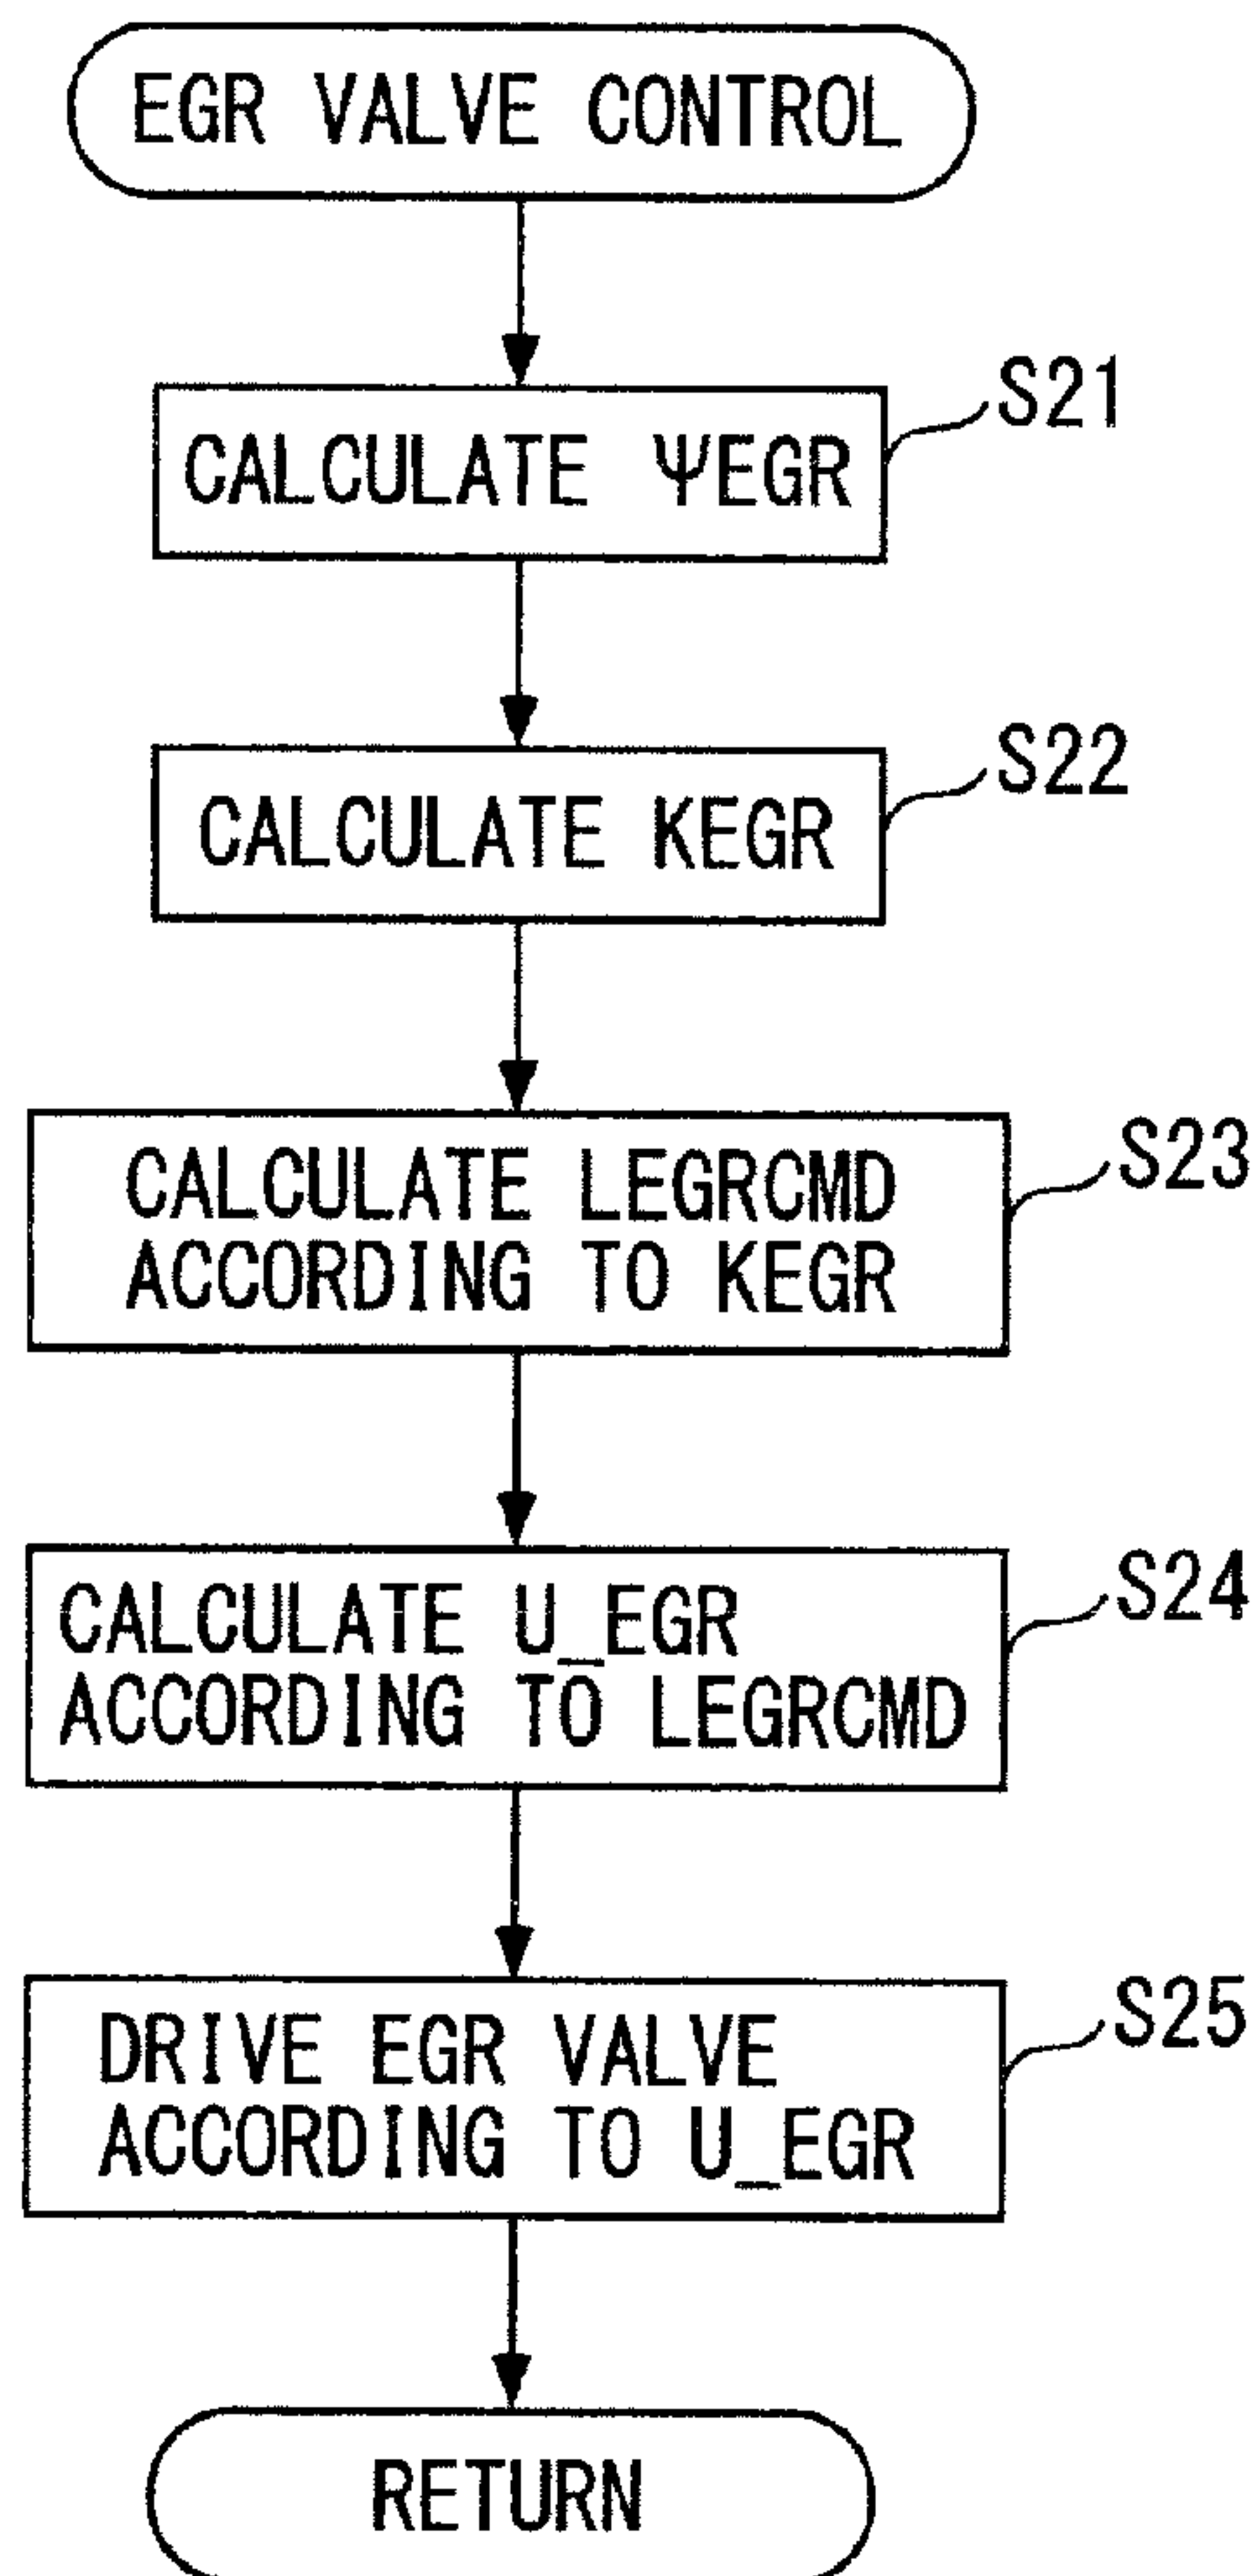 EGR VALVE CONTROL
S21
CALCULATE ΨEGR
S22
CALCULATE KEGR
S23
CALCULATE LEGRCMD
ACCORDING TO KEGR
S24
CALCULATE U_EGR
ACCORDING TO LEGRCMD
S25
DRIVE EGR VALVE
ACCORDING TO U_EGR
RETURN